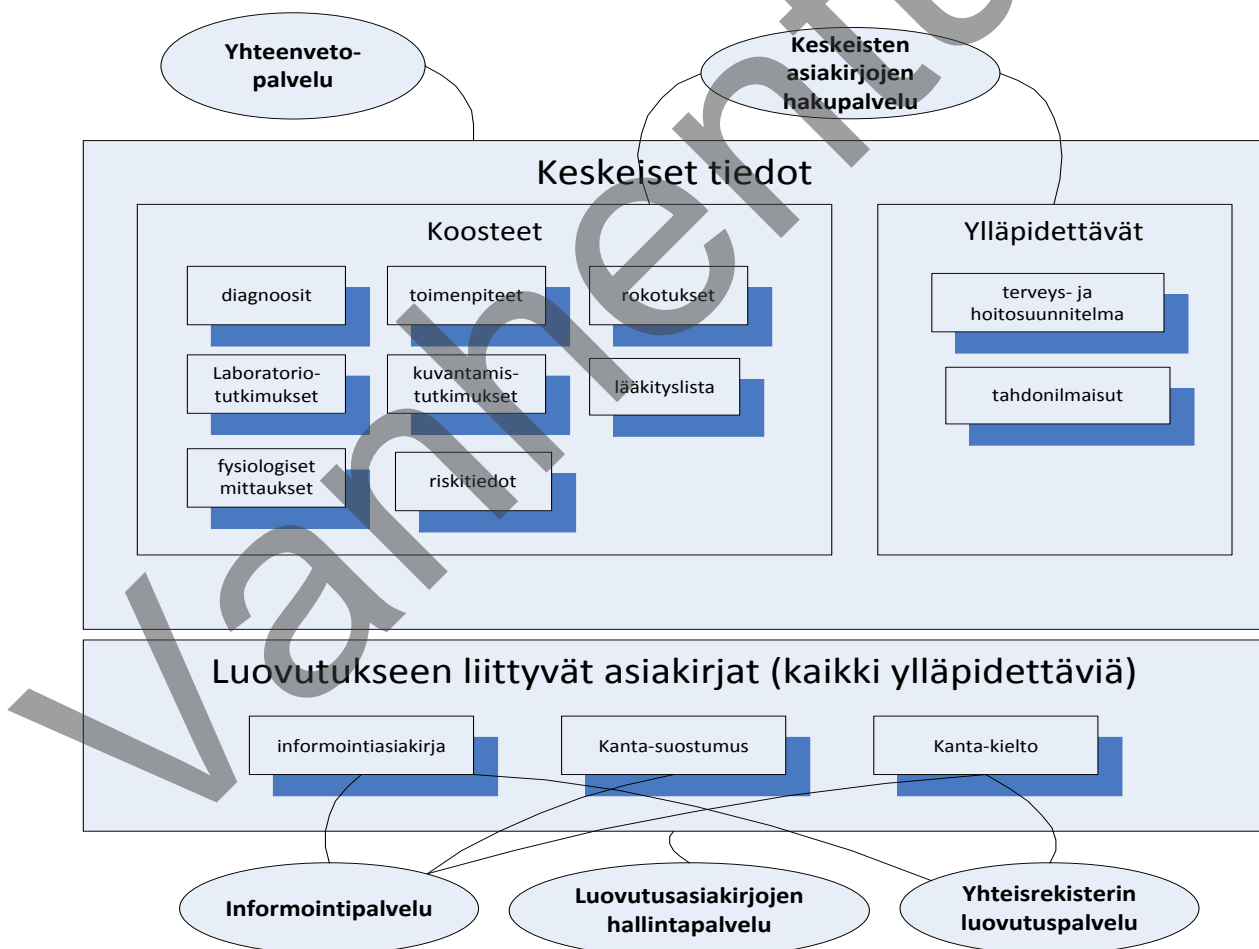 Yhteenveto-
palvelu
Keskeisten
asiakirjojen
hakupalvelu
Keskeiset tiedot
Koosteet
diagnoosit
toimenpiteet
rokotukset
Laboratorio-
tutkimukset
kuvantamis-
tutkimukset
lääkityslista
fysiologiset
mittaukset
riskitiedot
Ylläpidettävät
terveys- ja
hoitosuunnitelma
tahdonilmaisut
Luovutukseen liittyvät asiakirjat (kaikki ylläpidettäviä)
informointiasiakirja
Kanta-suostumus
Kanta-kielto
Informointipalvelu
Luovutusasiakirjojen
hallintapalvelu
Yhteisrekisterin
luovutuspalvelu